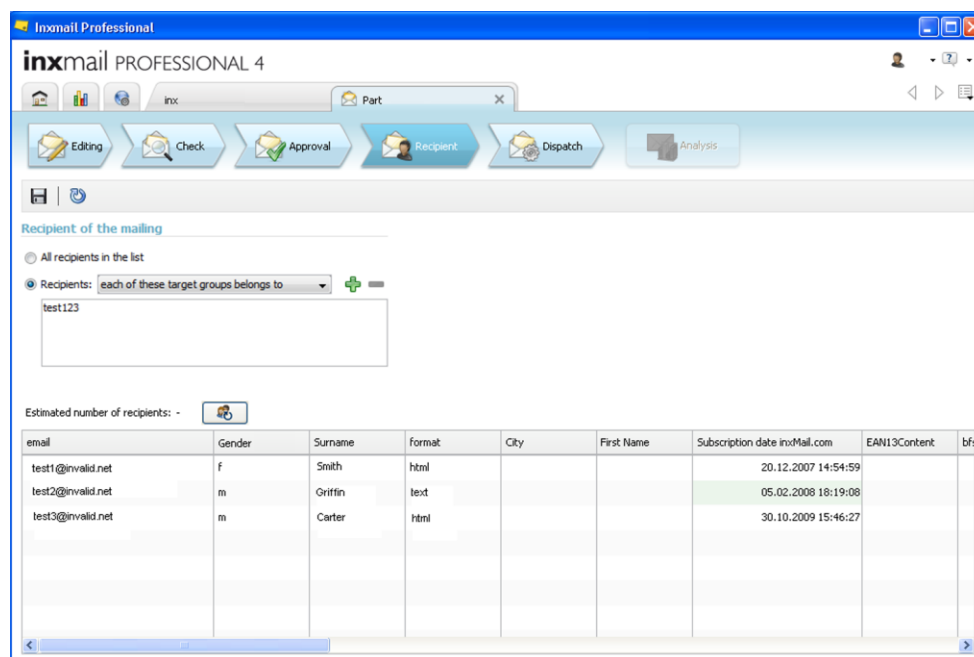 Inxmail Professional
inxmail PROFESSIONAL 4
inx Part
Editing Check Approval Recipient Dispatch Analysis
Recipient of the mailing
All recipients in the list
Recipients: each of these target groups belongs to
test123
Estimated number of recipients: -
email Gender Surname format City First Name Subscription date inxMail.com EAN13Content bfs
test1@invalid.net f Smith html 20.12.2007 14:54:59
test2@invalid.net m Griffin text 05.02.2008 18:19:08
test3@invalid.net m Carter html 30.10.2009 15:46:27